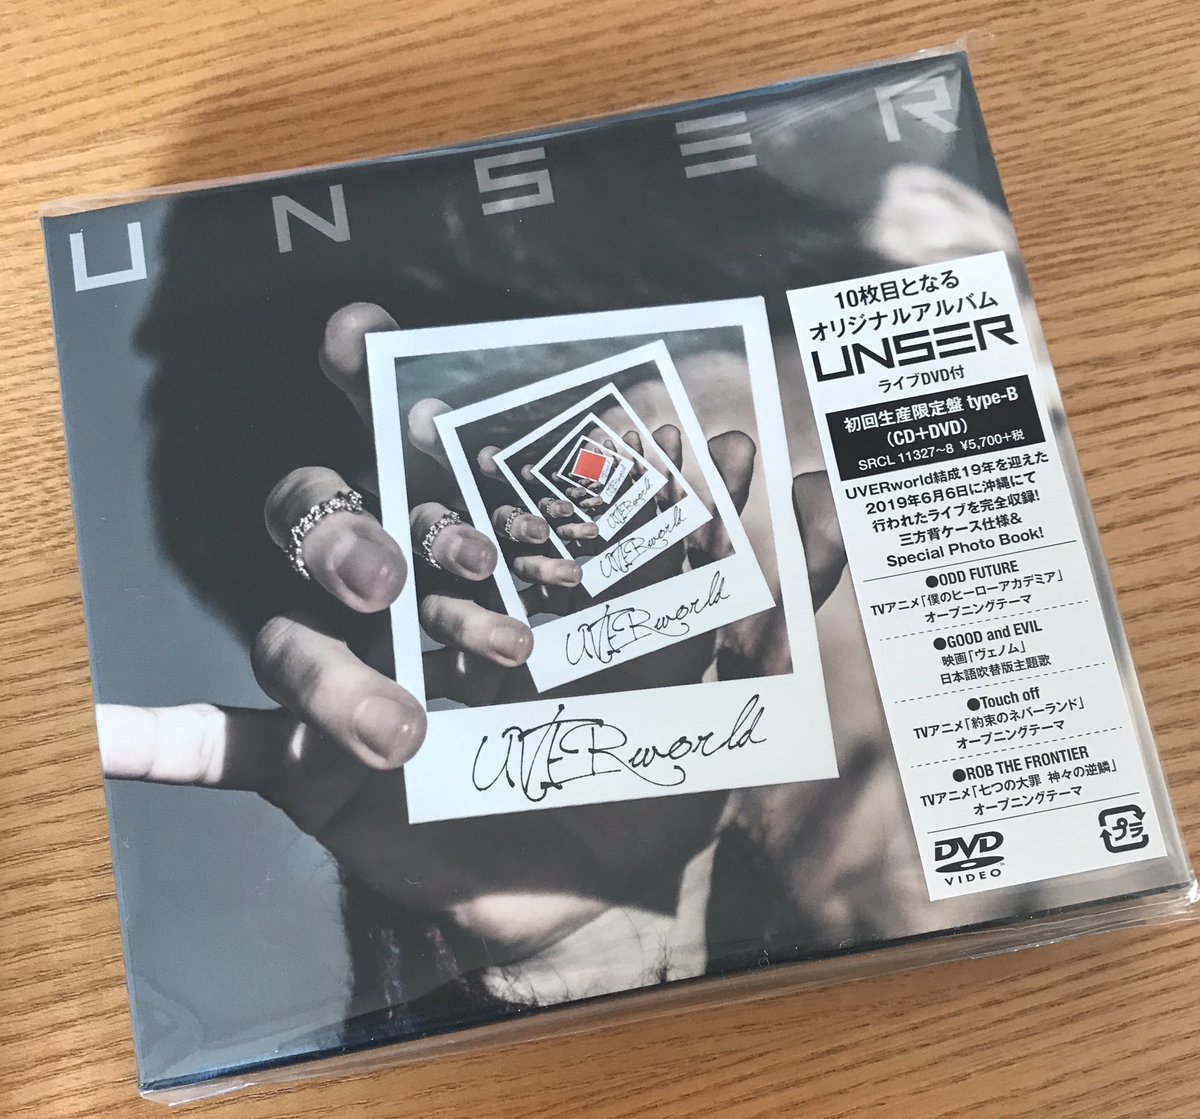 UNSER
10枚目となる
オリジナルアルバム
UNSER
ライブDVD付
初回生産限定盤 type-B
(CD+DVD)
SRCL 11327~8 ¥5,700+税
UVERworld結成19年を迎えた
2019年6月6日に沖縄にて
行われたライブを完全収録!
三方背ケース仕様&
Special Photo Book!
●ODD FUTURE
TVアニメ「僕のヒーローアカデミア」
オープニングテーマ
●GOOD and EVIL
映画「ヴェノム」
日本語吹替版主題歌
●Touch off
TVアニメ「約束のネバーランド」
オープニングテーマ
●ROB THE FRONTIER
TVアニメ「七つの大罪 神々の逆鱗」
オープニングテーマ
DVD
VIDEO
プラ
UVERworld
UVERworld
UVERworld
UVERworld